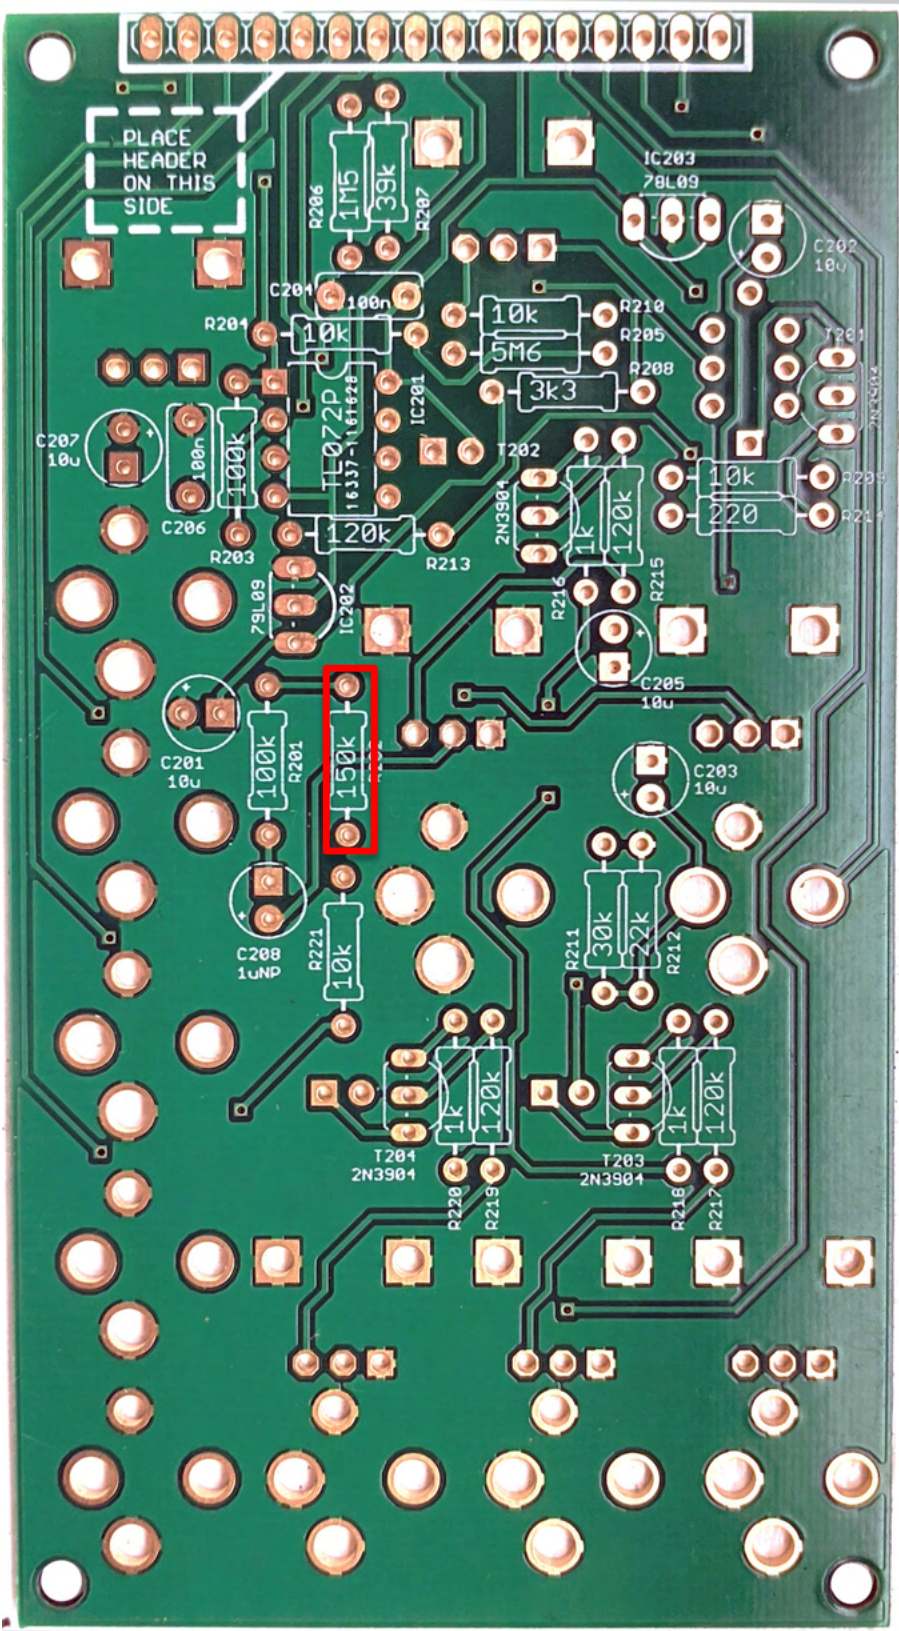 PLACE
HEADER
ON THIS
SIDE
R206
1M5
39k
R207
IC203
78L09
C202
10u
C204
100n
R204
10k
10k
R210
5M6
R205
3k3
R208
T201
2N3904
C207
10u
100n
C206
100k
R203
TL072P
16337-1161628
IC201
120k
R213
T202
2N3904
1k
120k
R216
R215
10k
R209
220
R214
79L09
IC202
C205
10u
C201
10u
100k
R201
150k
C203
10u
C208
1uNP
R221
10k
R211
30k
22k
R212
T204
2N3904
1k
120k
R220
R219
T203
2N3904
1k
120k
R218
R217